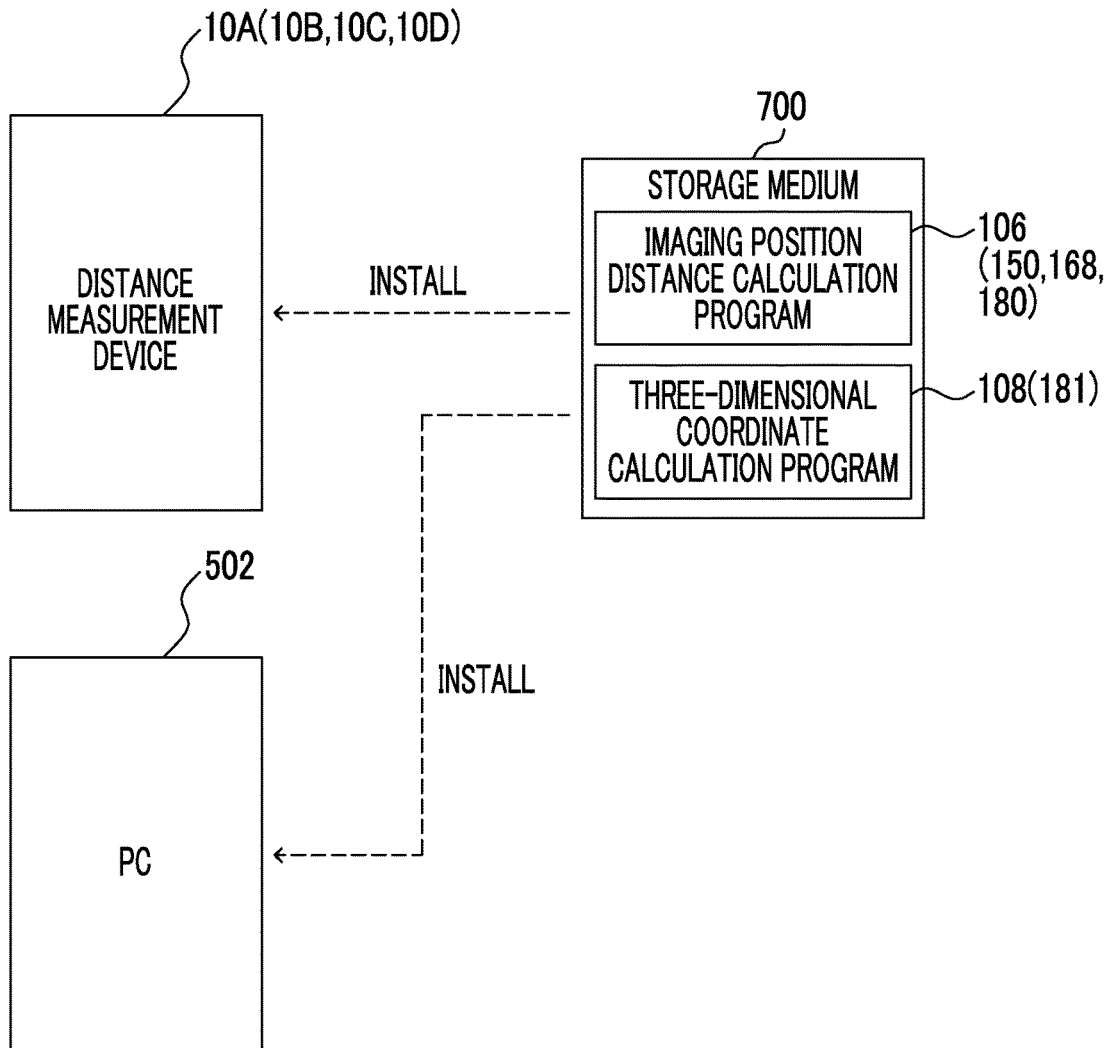 10A(10B,10C,10D)
DISTANCE
MEASUREMENT
DEVICE
INSTALL
700
STORAGE MEDIUM
IMAGING POSITION
DISTANCE CALCULATION
PROGRAM
106
(150,168,
180)
THREE-DIMENSIONAL
COORDINATE
CALCULATION PROGRAM
108(181)
502
INSTALL
PC